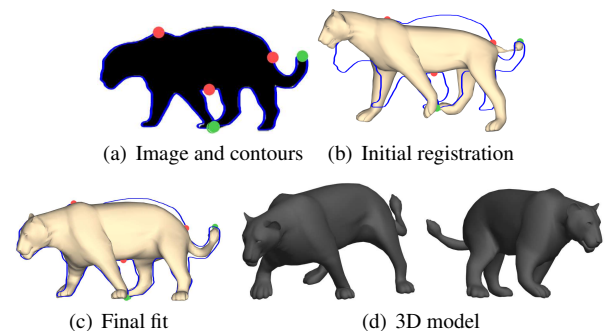 (a) Image and contours
(b) Initial registration
(c) Final fit
(d) 3D model